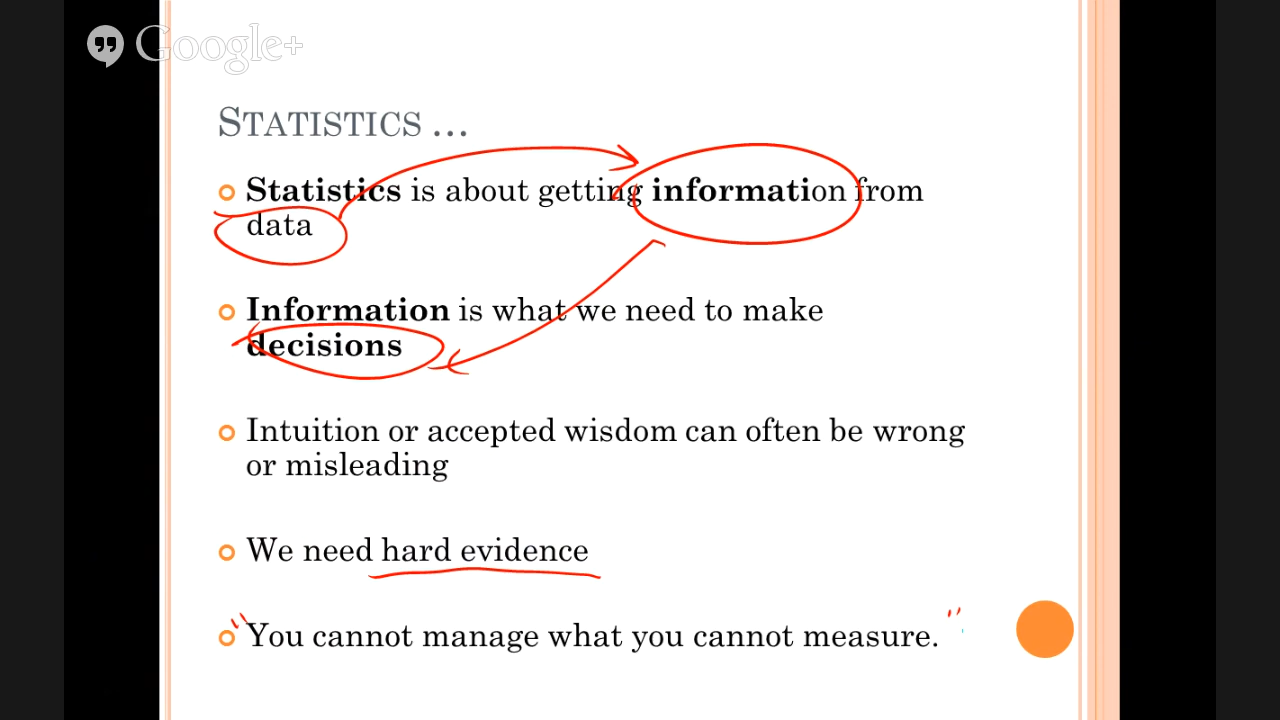 Google+
STATISTICS ...
Statistics is about getting information from
data
Information is what we need to make
decisions
Intuition or accepted wisdom can often be wrong
or misleading
We need hard evidence
"You cannot manage what you cannot measure."